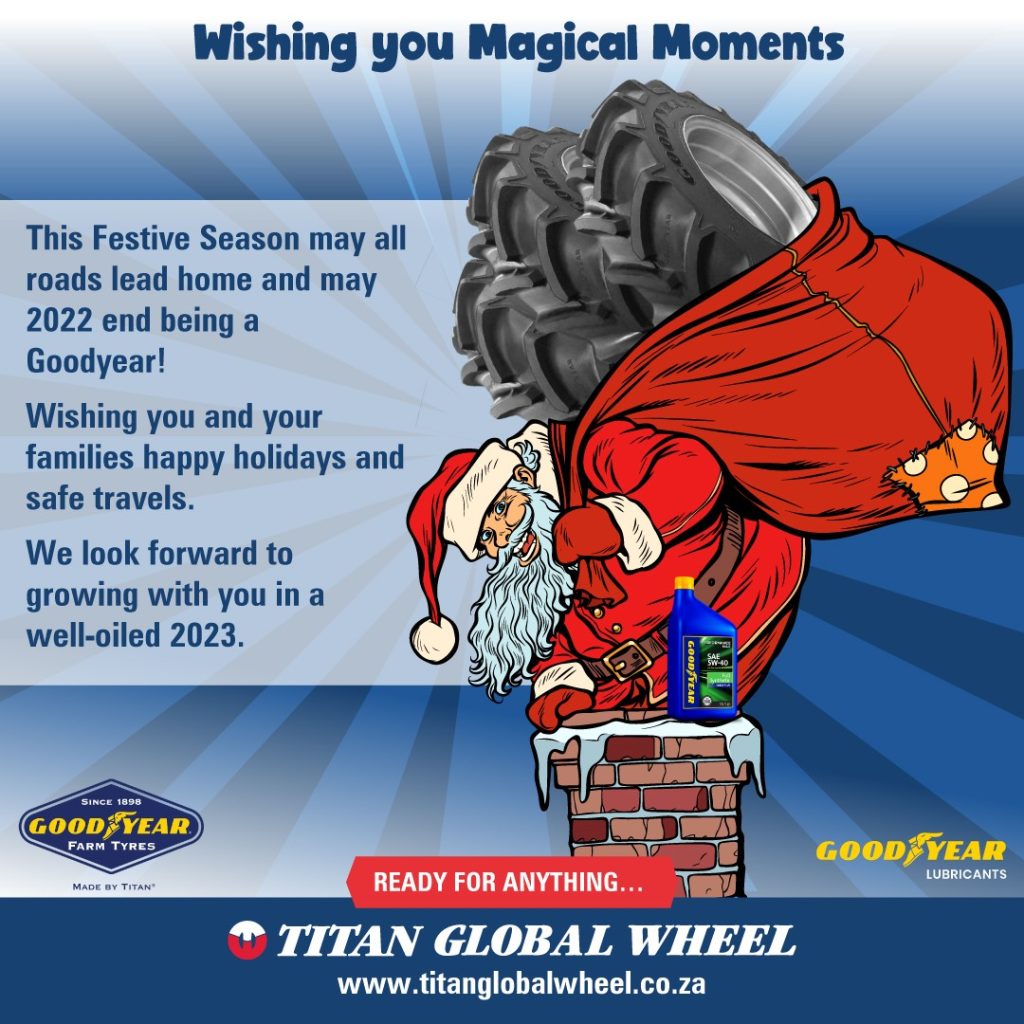 Wishing you Magical Moments
This Festive Season may all
roads lead home and may
2022 end being a
Goodyear!
Wishing you and your
families happy holidays and
safe travels.
We look forward to
growing with you in a
well-oiled 2023.
GOODYEAR
SAE
5W-40
Full
Synthetic
SINCE 1898
GOODYEAR
FARM TYRES
MADE BY TITAN®
GOODYEAR
LUBRICANTS
READY FOR ANYTHING...
TITAN GLOBAL WHEEL
www.titanglobalwheel.co.za